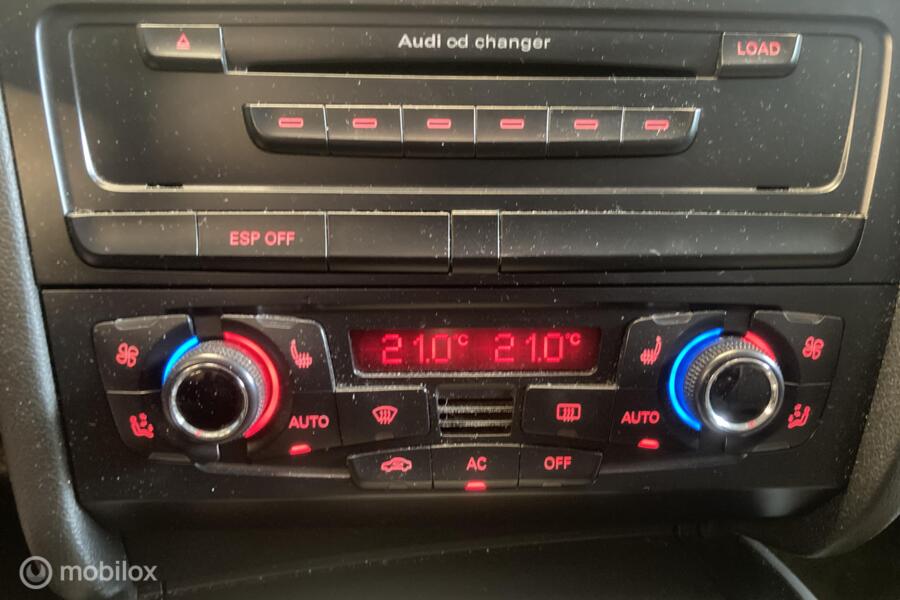 Audi cd changer
LOAD
ESP OFF
21.0°C 21.0°C
AUTO
AUTO
AC
OFF
mobilox